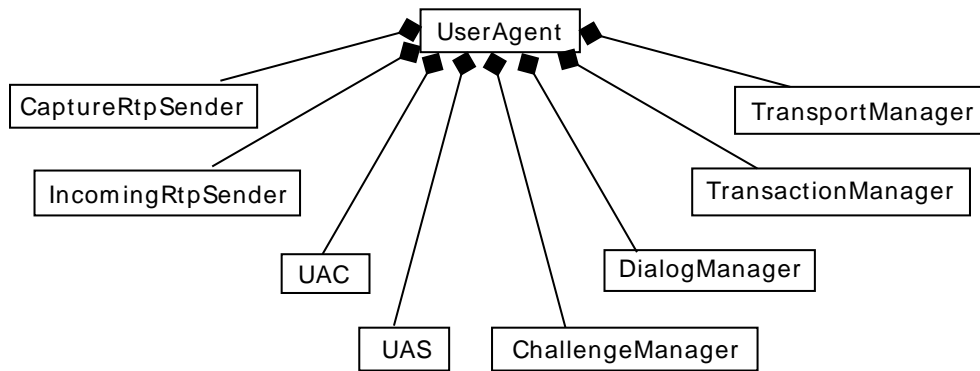 UserAgent
CaptureRtpSender
TransportManager
IncomingRtpSender
TransactionManager
UAC
DialogManager
UAS
ChallengeManager